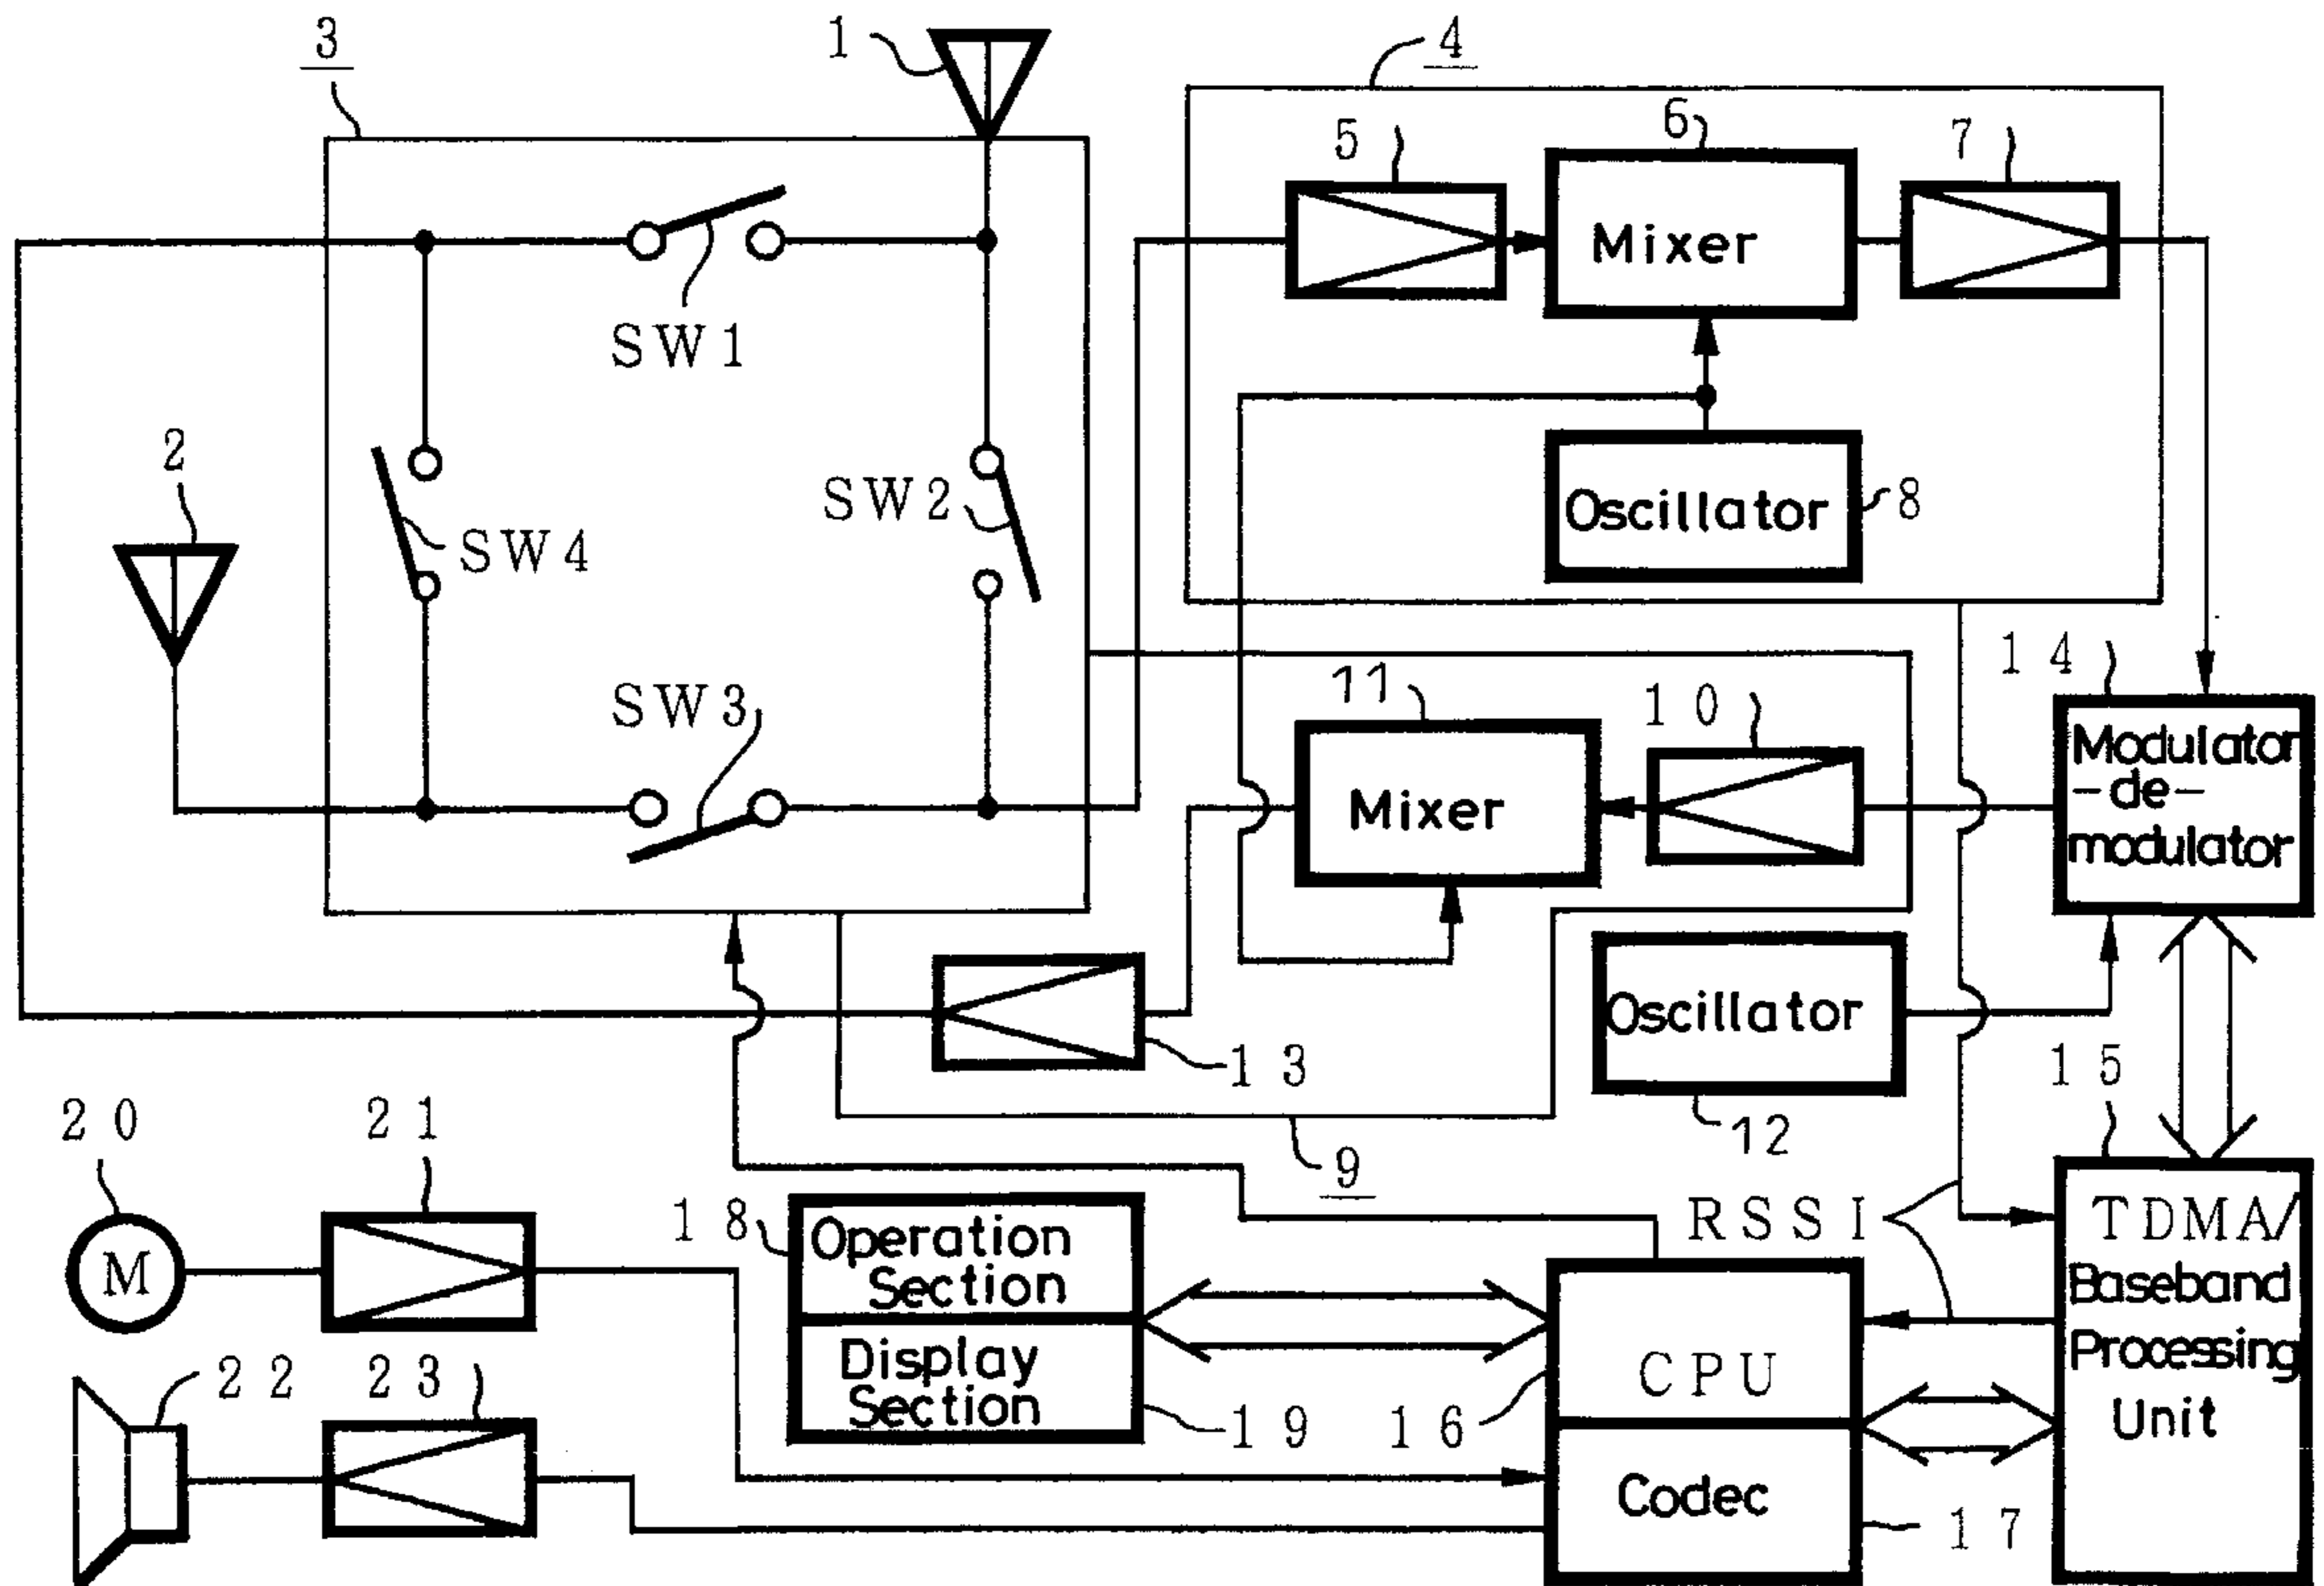 3
1
4
5
6
7
Mixer
SW1
2
SW4
SW2
Oscillator
8
SW3
11
10
14
Mixer
Modulator
-de-
modulator
Oscillator
13
12
15
9
20
21
18
Operation
Section
Display
Section
19
RSSI
TDMA/
Baseband
Processing
Unit
M
22
23
16
CPU
Codec
17